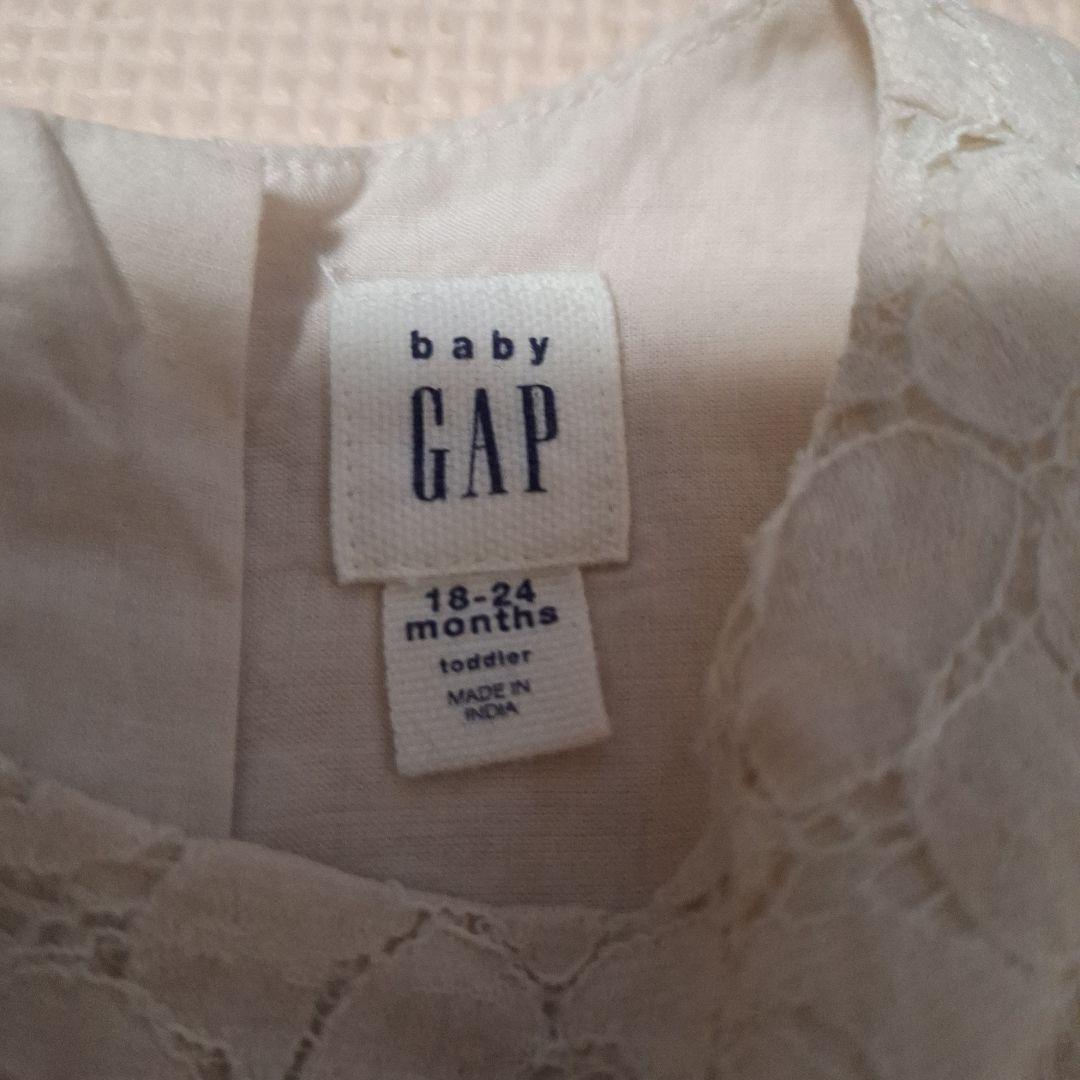 baby
GAP
18-24
months
toddler
MADE IN
INDIA